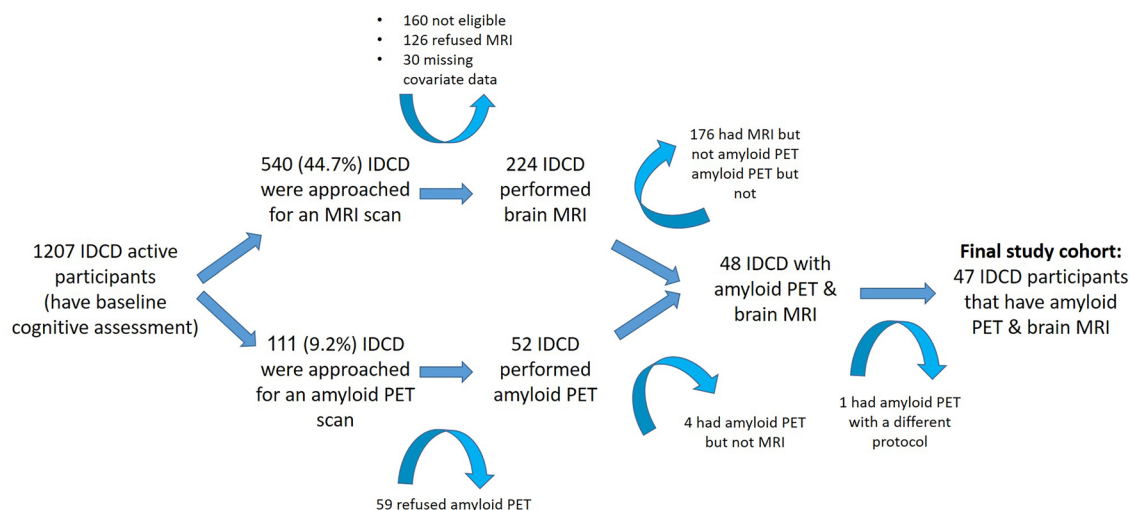 • 160 not eligible
• 126 refused MRI
• 30 missing
covariate data
540 (44.7%) IDCD
were approached
for an MRI scan
224 IDCD
performed
brain MRI
176 had MRI but
not amyloid PET
amyloid PET but
not
1207 IDCD active
participants
(have baseline
cognitive assessment)
48 IDCD with
amyloid PET &
brain MRI
Final study cohort:
47 IDCD participants
that have amyloid
PET & brain MRI
111 (9.2%) IDCD
were approached
for an amyloid PET
scan
52 IDCD
performed
amyloid PET
4 had amyloid PET
but not MRI
1 had amyloid PET
with a different
protocol
59 refused amyloid PET